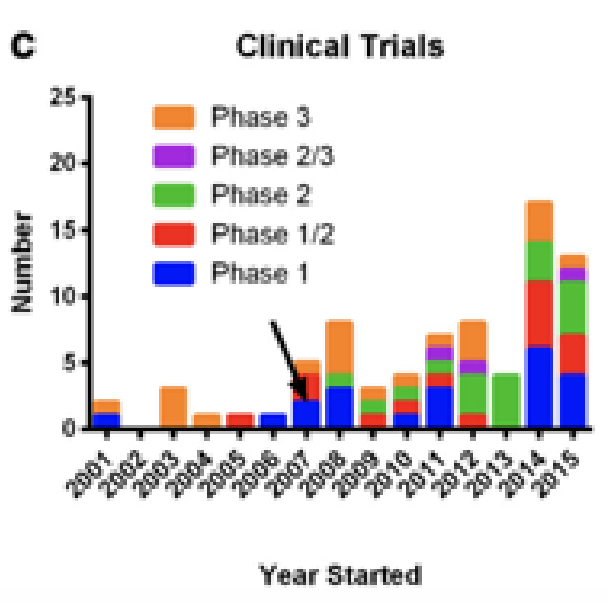 C
Clinical Trials
25
20
15
10
5
0
Number
Phase 3
Phase 2/3
Phase 2
Phase 1/2
Phase 1
2001
2002
2003
2004
2005
2006
2007
2008
2009
2010
2011
2012
2013
2014
2015
Year Started